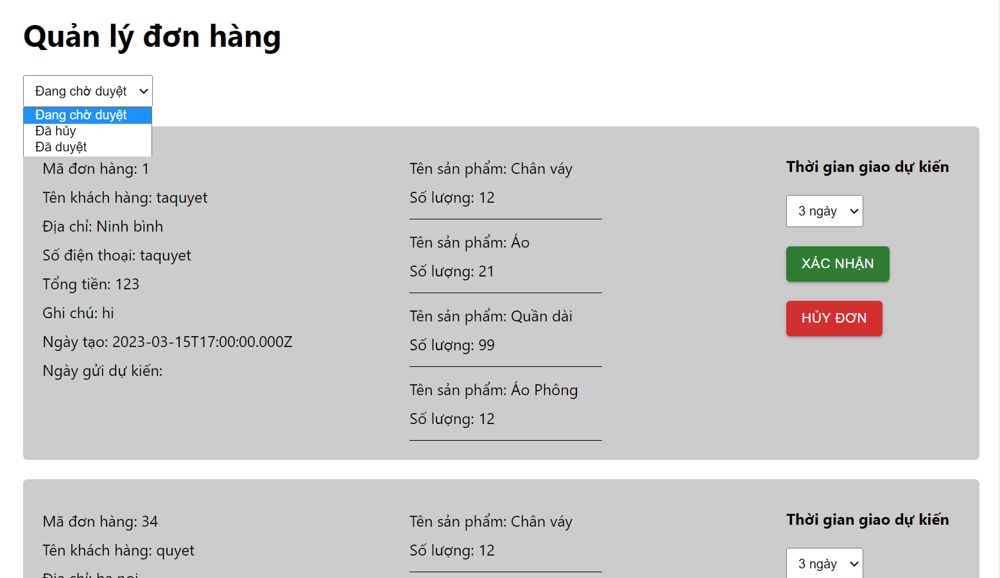 Quản lý đơn hàng
Đang chờ duyệt
Đang chờ duyệt
Đã hủy
Đã duyệt
Mã đơn hàng: 1
Tên khách hàng: taquyet
Địa chỉ: Ninh bình
Số điện thoại: taquyet
Tổng tiền: 123
Ghi chú: hi
Ngày tạo: 2023-03-15T17:00:00.000Z
Ngày gửi dự kiến:
Tên sản phẩm: Chân váy
Số lượng: 12
Tên sản phẩm: Áo
Số lượng: 21
Tên sản phẩm: Quần dài
Số lượng: 99
Tên sản phẩm: Áo Phông
Số lượng: 12
Thời gian giao dự kiến
3 ngày
XÁC NHẬN
HỦY ĐƠN
Mã đơn hàng: 34
Tên khách hàng: quyet
Địa chỉ: ha noi
Tên sản phẩm: Chân váy
Số lượng: 12
Thời gian giao dự kiến
3 ngày